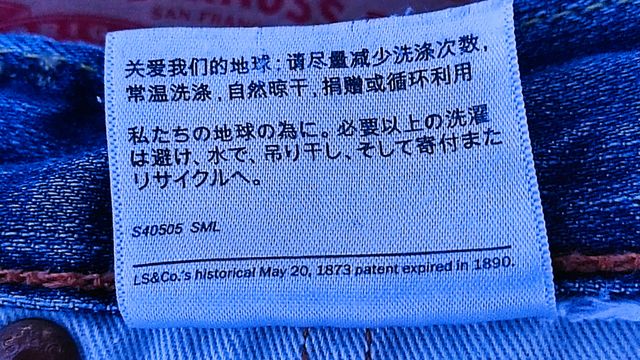 SAN FRAN
关爱我们的地球：请尽量减少洗涤次数，
常温洗涤，自然晾干，捐赠或循环利用
私たちの地球の為に。必要以上の洗濯
は避け、水で、吊り干し、そして寄付また
リサイクルへ。
S40505 SML
LS&Co.'s historical May 20, 1873 patent expired in 1890.